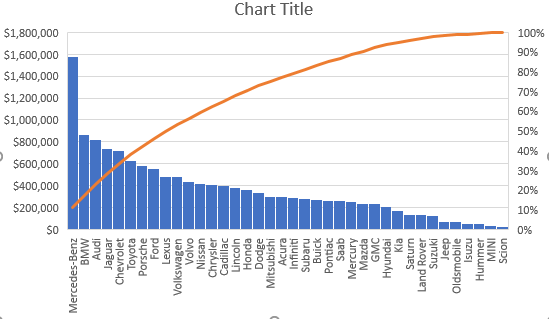 Chart Title
$1,800,000
$1,600,000
$1,400,000
$1,200,000
$1,000,000
$800,000
$600,000
$400,000
$200,000
$0
100%
90%
80%
70%
60%
50%
40%
30%
20%
10%
0%
Mercedes-Benz
BMW
Audi
Jaguar
Chevrolet
Toyota
Porsche
Ford
Lexus
Volkswagen
Volvo
Nissan
Chrysler
Cadillac
Lincoln
Honda
Dodge
Mitsubishi
Acura
Infiniti
Subaru
Buick
Pontiac
Saab
Mercury
Mazda
GMC
Hyundai
Kia
Saturn
Land Rover
Suzuki
Jeep
Oldsmobile
Isuzu
Hummer
MINI
Scion